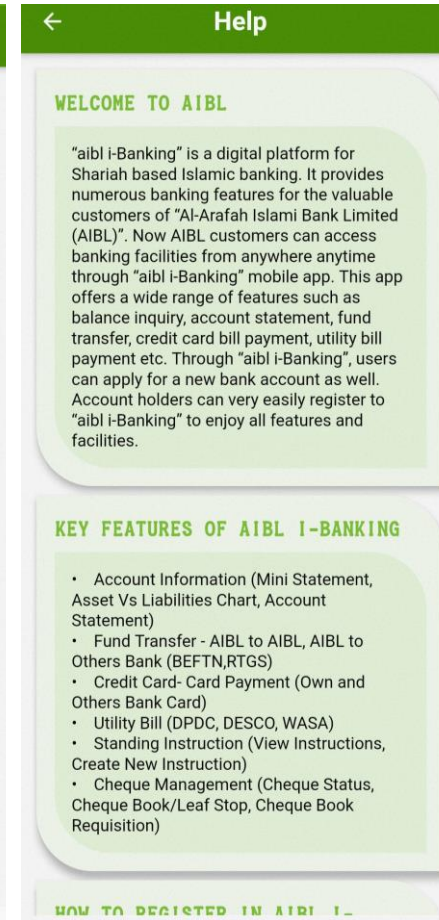 Help
WELCOME TO AIBL
“aibl i-Banking” is a digital platform for
Shariah based Islamic banking. It provides
numerous banking features for the valuable
customers of “Al-Arafah Islami Bank Limited
(AIBL)”. Now AIBL customers can access
banking facilities from anywhere anytime
through “aibl i-Banking” mobile app. This app
offers a wide range of features such as
balance inquiry, account statement, fund
transfer, credit card bill payment, utility bill
payment etc. Through “aibl i-Banking”, users
can apply for a new bank account as well.
Account holders can very easily register to
“aibl i-Banking” to enjoy all features and
facilities.
KEY FEATURES OF AIBL I-BANKING
• Account Information (Mini Statement,
Asset Vs Liabilities Chart, Account
Statement)
• Fund Transfer - AIBL to AIBL, AIBL to
Others Bank (BEFTN,RTGS)
• Credit Card- Card Payment (Own and
Others Bank Card)
• Utility Bill (DPDC, DESCO, WASA)
• Standing Instruction (View Instructions,
Create New Instruction)
• Cheque Management (Cheque Status,
Cheque Book/Leaf Stop, Cheque Book
Requisition)
HOW TO REGISTER IN AIBL I-